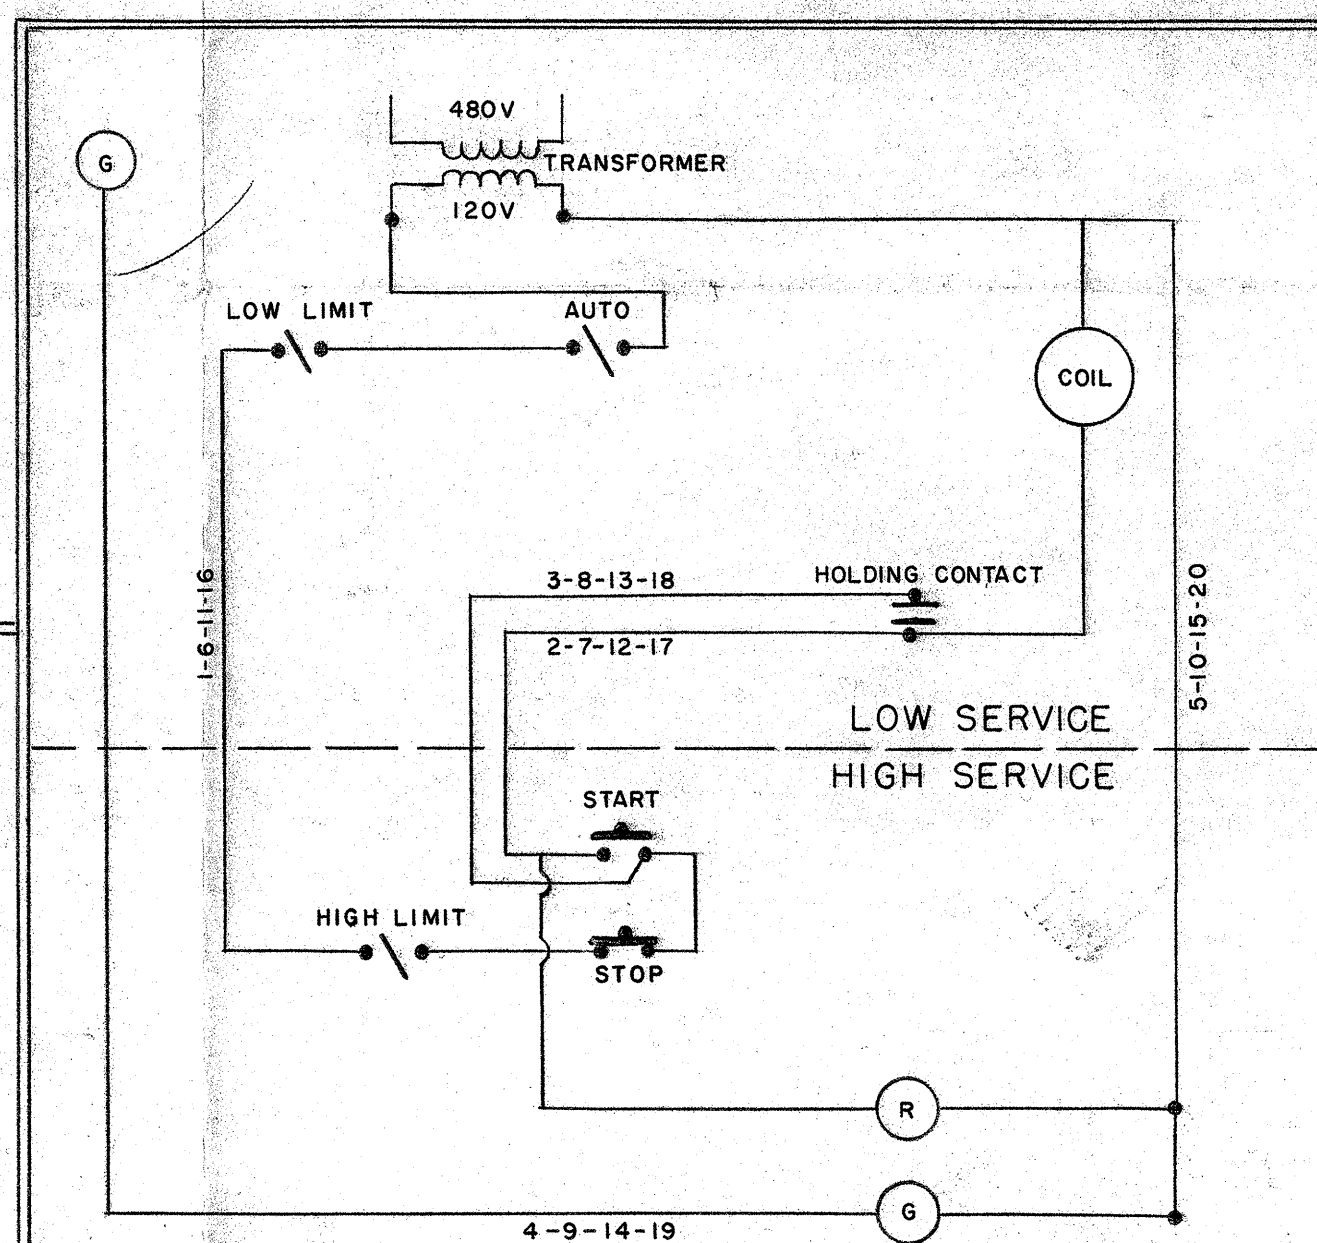 480V
G
TRANSFORMER
120V
LOW LIMIT
AUTO
COIL
3-8-13-18
HOLDING CONTACT
1-6-11-16
2-7-12-17
5-10-15-20
LOW SERVICE
HIGH SERVICE
START
HIGH LIMIT
STOP
R
G
4-9-14-19